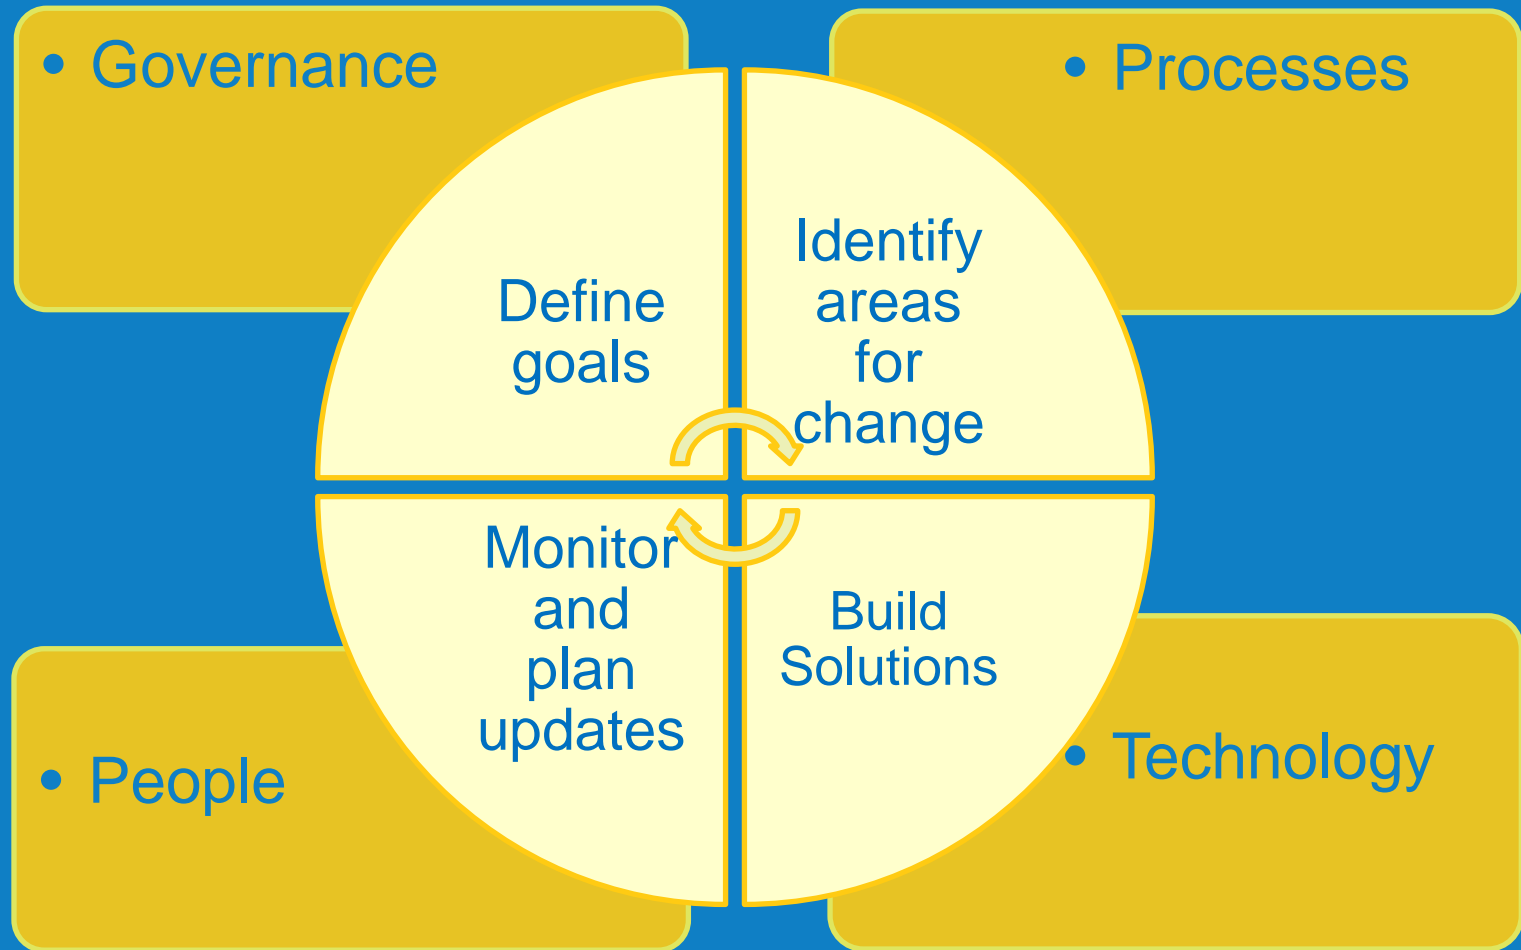 • Governance
• Processes
Define
goals
Identify
areas
for
change
Monitor
and
plan
updates
Build
Solutions
• People
• Technology